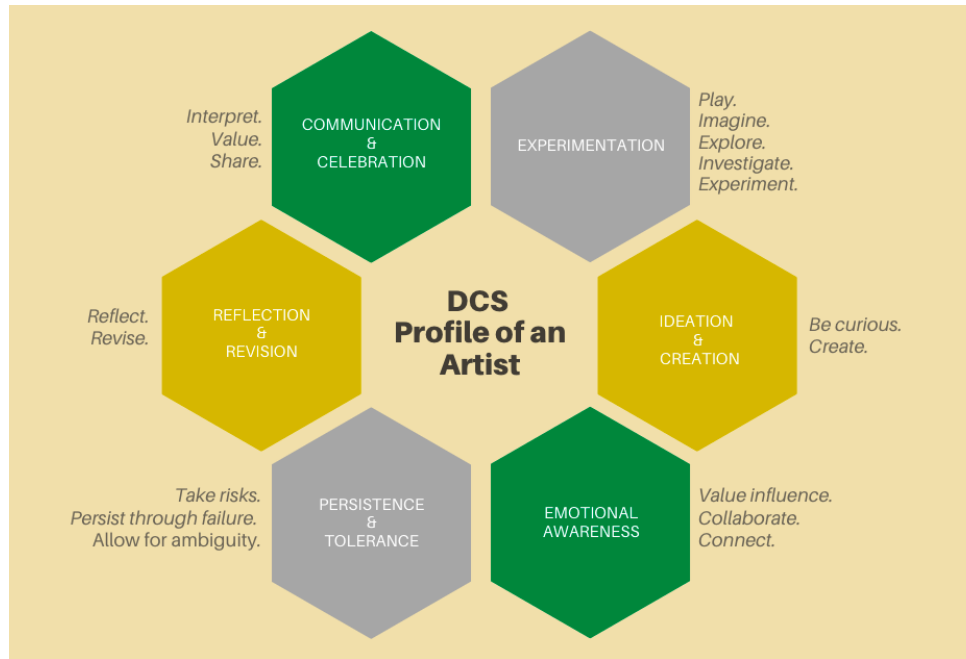 DCS
Profile of an
Artist
COMMUNICATION
&
CELEBRATION
Interpret.
Value.
Share.
EXPERIMENTATION
Play.
Imagine.
Explore.
Investigate.
Experiment.
REFLECTION
&
REVISION
Reflect.
Revise.
IDEATION
&
CREATION
Be curious.
Create.
PERSISTENCE
&
TOLERANCE
Take risks.
Persist through failure.
Allow for ambiguity.
EMOTIONAL
AWARENESS
Value influence.
Collaborate.
Connect.